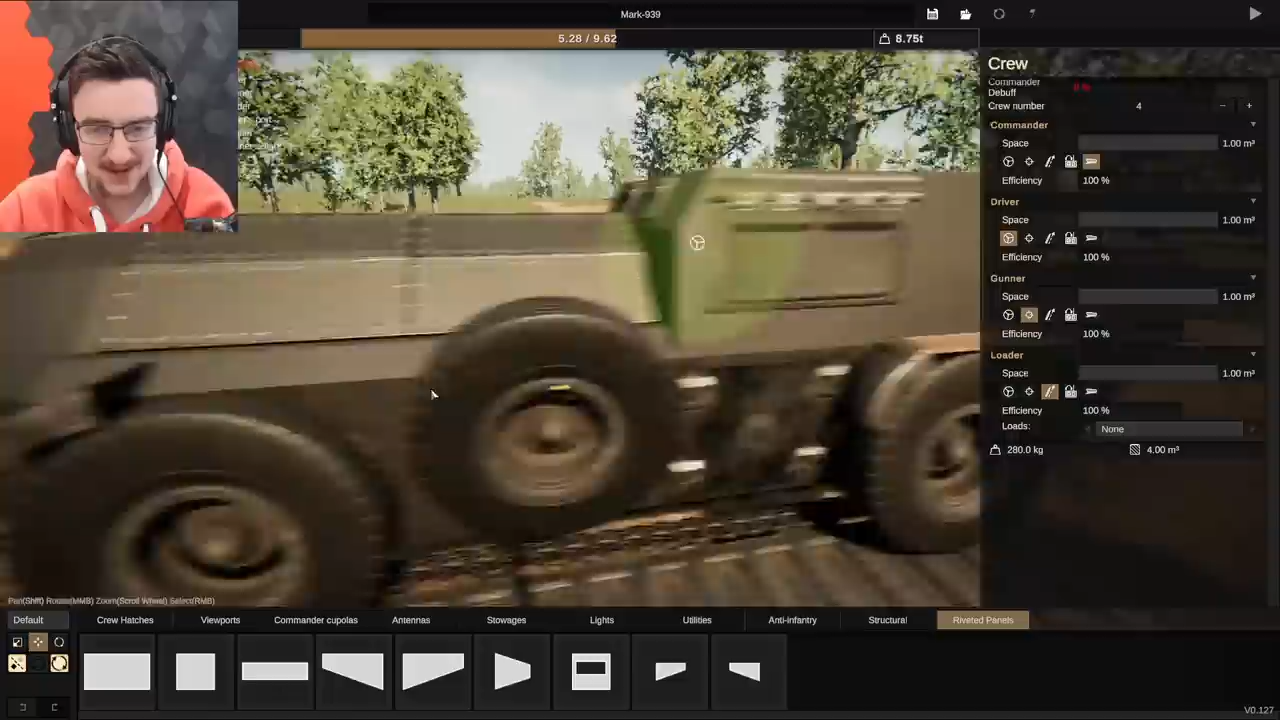 Mark-939
5.28 / 9.62
8.75t
Crew
Commander
Debuff
0 %
Crew number
4
−
+
Commander
Space
1.00 m³
Efficiency
100 %
Driver
Space
1.00 m³
Efficiency
100 %
Gunner
Space
1.00 m³
Efficiency
100 %
Loader
Space
1.00 m³
Efficiency
100 %
Loads:
None
280.0 kg
4.00 m³
Pan(Shift) Rotate(MMB) Zoom(Scroll Wheel) Select(RMB)
Default
Crew Hatches
Viewports
Commander cupolas
Antennas
Stowages
Lights
Utilities
Anti-infantry
Structural
Riveted Panels
V0.127